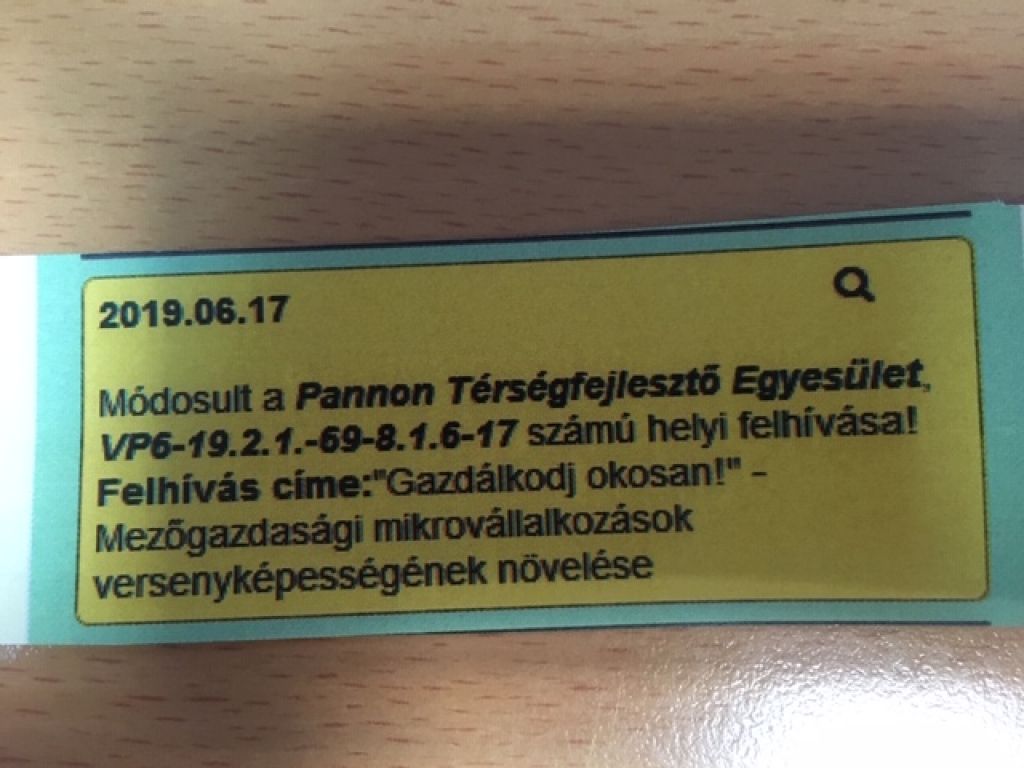 2019.06.17
Módosult a Pannon Térségfejlesztő Egyesület,
VP6-19.2.1.-69-8.1.6-17 számú helyi felhívása!
Felhívás címe:"Gazdálkodj okosan!" -
Mezőgazdasági mikrovállalkozások
versenyképességének növelése